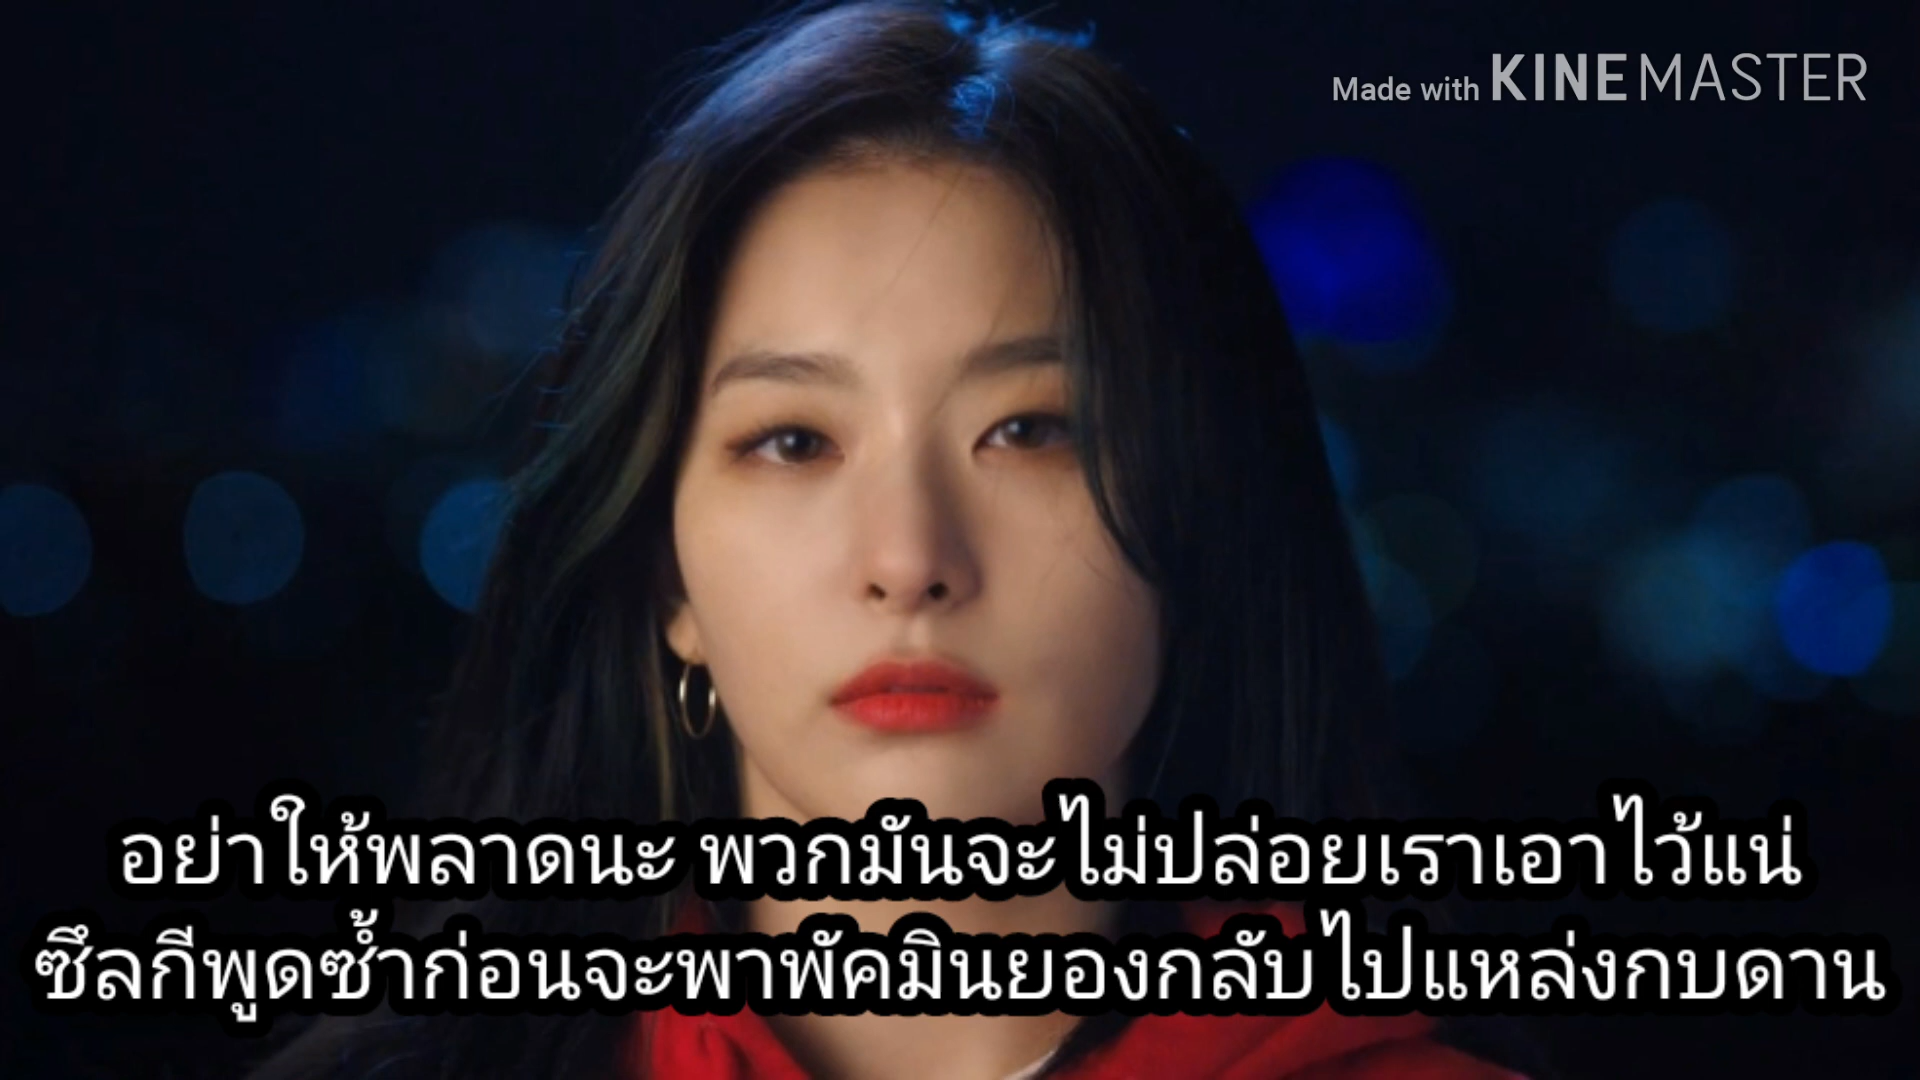 Made with KINEMASTER
อย่าให้พลาดนะ พวกมันจะไม่ปล่อยเราเอาไว้แน่
ซึลกีพูดซ้ำก่อนจะพาพัคมินยองกลับไปแหล่งกบดาน